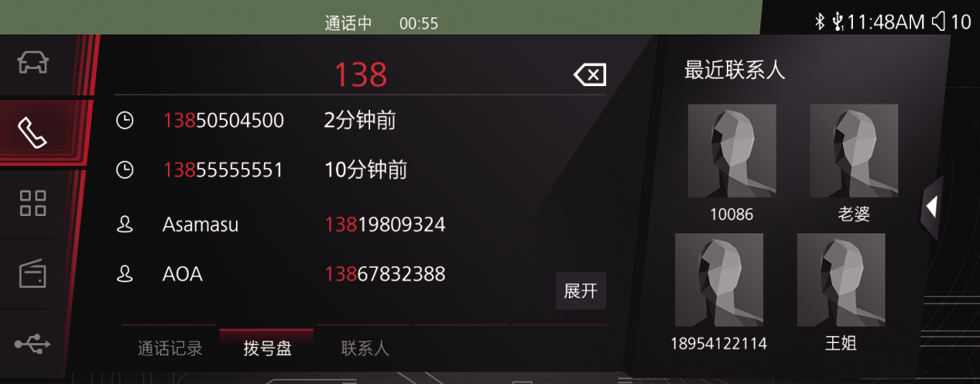 通话中 00:55
11:48AM 10
138
13850504500 2分钟前
13855555551 10分钟前
Asamasu 13819809324
AOA 13867832388
展开
通话记录 拨号盘 联系人
最近联系人
10086 老婆
18954122114 王姐